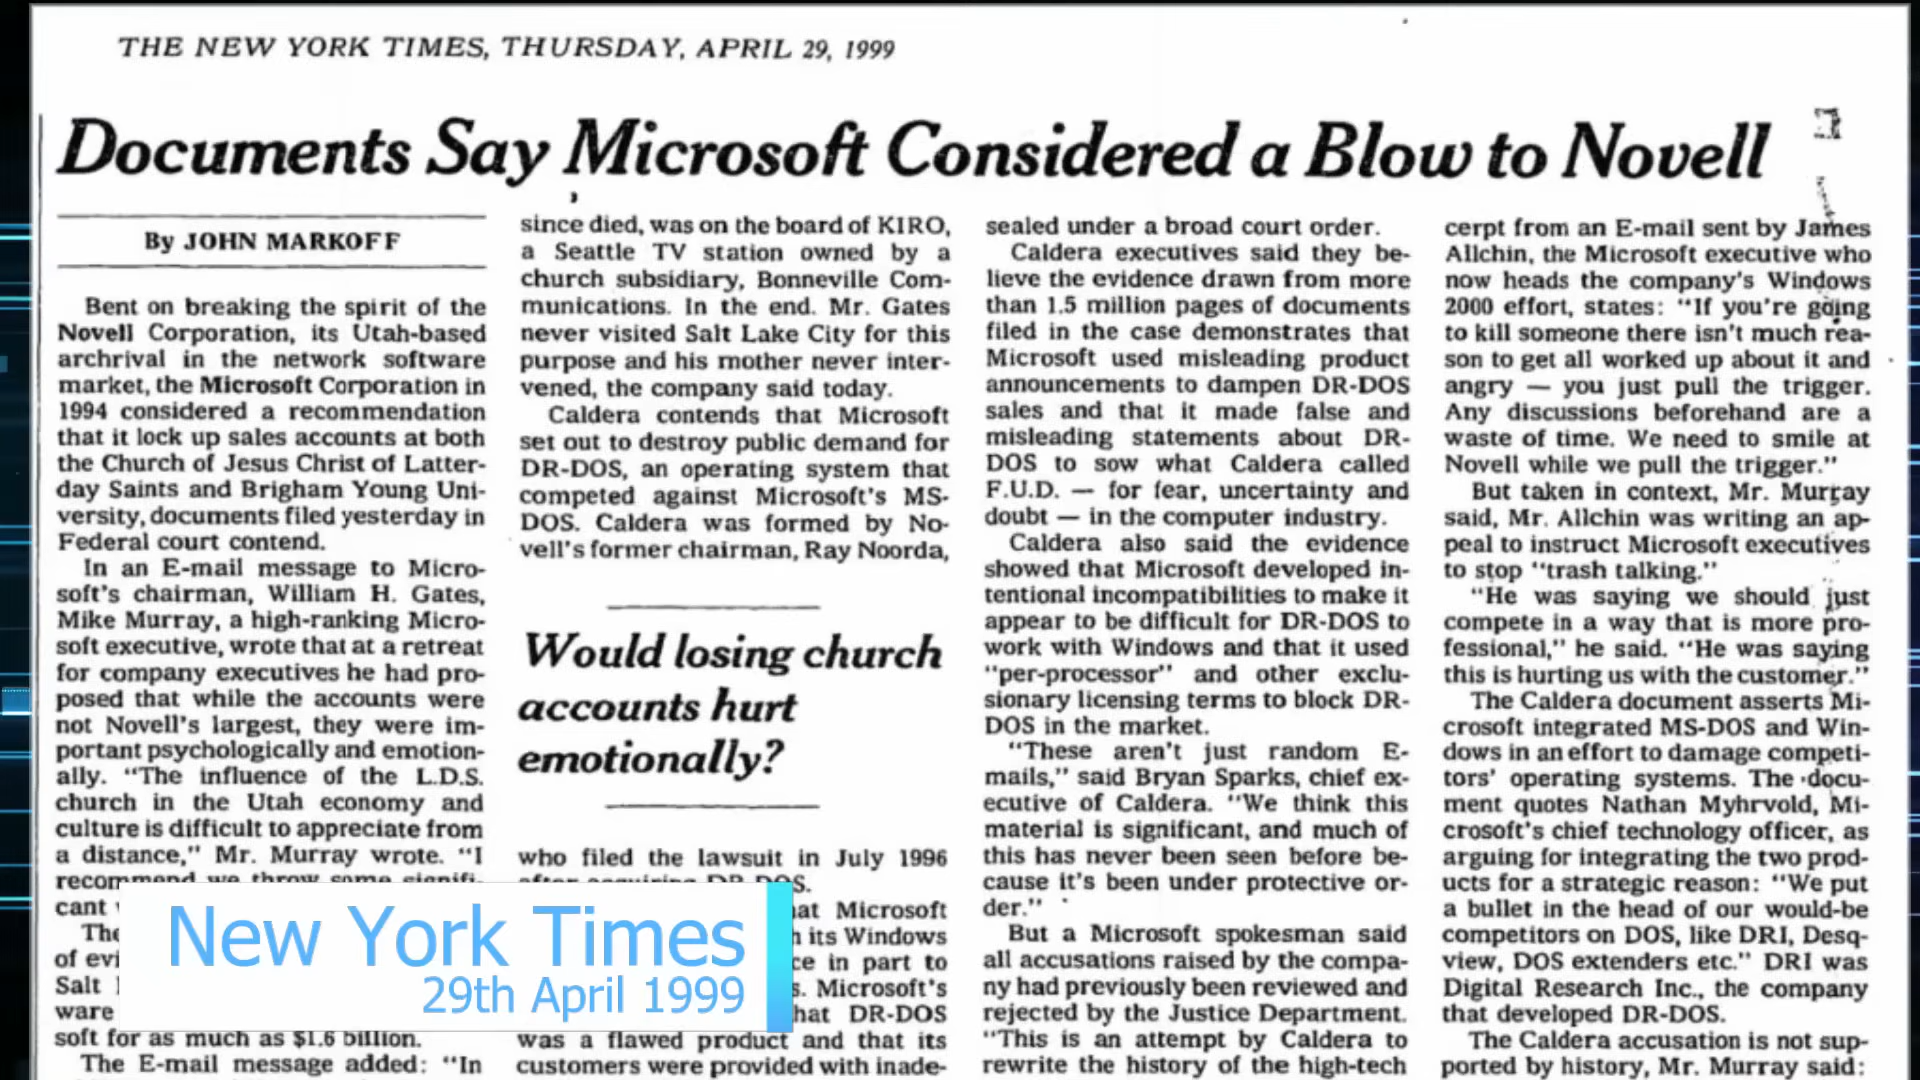 THE NEW YORK TIMES, THURSDAY, APRIL 29, 1999
Documents Say Microsoft Considered a Blow to Novell
By JOHN MARKOFF
Bent on breaking the spirit of the
Novell Corporation, its Utah-based
archrival in the network software
market, the Microsoft Corporation in
1994 considered a recommendation
that it lock up sales accounts at both
the Church of Jesus Christ of Latter-
day Saints and Brigham Young Uni-
versity, documents filed yesterday in
Federal court contend.
In an E-mail message to Micro-
soft's chairman, William H. Gates,
Mike Murray, a high-ranking Micro-
soft executive, wrote that at a retreat
for company executives he had pro-
posed that while the accounts were
not Novell's largest, they were im-
portant psychologically and emotion-
ally. "The influence of the L.D.S.
church in the Utah economy and
culture is difficult to appreciate from
a distance," Mr. Murray wrote. "I
recommend we throw some signifi-
cant
The
of evi
Salt
ware
soft for as much as $1.6 billion.
The E-mail message added: "In
since died, was on the board of KIRO,
a Seattle TV station owned by a
church subsidiary, Bonneville Com-
munications. In the end. Mr. Gates
never visited Salt Lake City for this
purpose and his mother never inter-
vened, the company said today.
Caldera contends that Microsoft
set out to destroy public demand for
DR-DOS, an operating system that
competed against Microsoft's MS-
DOS. Caldera was formed by No-
vell's former chairman, Ray Noorda,
Would losing church
accounts hurt
emotionally?
who filed the lawsuit in July 1996
after acquiring DR-DOS.
at Microsoft
its Windows
ce in part to
s. Microsoft's
hat DR-DOS
was a flawed product and that its
customers were provided with inade-
sealed under a broad court order.
Caldera executives said they be-
lieve the evidence drawn from more
than 1.5 million pages of documents
filed in the case demonstrates that
Microsoft used misleading product
announcements to dampen DR-DOS
sales and that it made false and
misleading statements about DR-
DOS to sow what Caldera called
F.U.D. — for fear, uncertainty and
doubt — in the computer industry.
Caldera also said the evidence
showed that Microsoft developed in-
tentional incompatibilities to make it
appear to be difficult for DR-DOS to
work with Windows and that it used
"per-processor" and other exclu-
sionary licensing terms to block DR-
DOS in the market.
"These aren't just random E-
mails," said Bryan Sparks, chief ex-
ecutive of Caldera. "We think this
material is significant, and much of
this has never been seen before be-
cause it's been under protective or-
der."
But a Microsoft spokesman said
all accusations raised by the compa-
ny had previously been reviewed and
rejected by the Justice Department.
"This is an attempt by Caldera to
rewrite the history of the high-tech
cerpt from an E-mail sent by James
Allchin, the Microsoft executive who
now heads the company's Windows
2000 effort, states: "If you're going
to kill someone there isn't much rea-
son to get all worked up about it and
angry — you just pull the trigger.
Any discussions beforehand are a
waste of time. We need to smile at
Novell while we pull the trigger."
But taken in context, Mr. Murray
said, Mr. Allchin was writing an ap-
peal to instruct Microsoft executives
to stop "trash talking."
"He was saying we should just
compete in a way that is more pro-
fessional," he said. "He was saying
this is hurting us with the customer."
The Caldera document asserts Mi-
crosoft integrated MS-DOS and Win-
dows in an effort to damage competi-
tors' operating systems. The docu-
ment quotes Nathan Myhrvold, Mi-
crosoft's chief technology officer, as
arguing for integrating the two prod-
ucts for a strategic reason: "We put
a bullet in the head of our would-be
competitors on DOS, like DRI, Desq-
view, DOS extenders etc." DRI was
Digital Research Inc., the company
that developed DR-DOS.
The Caldera accusation is not sup-
ported by history, Mr. Murray said:
New York Times
29th April 1999